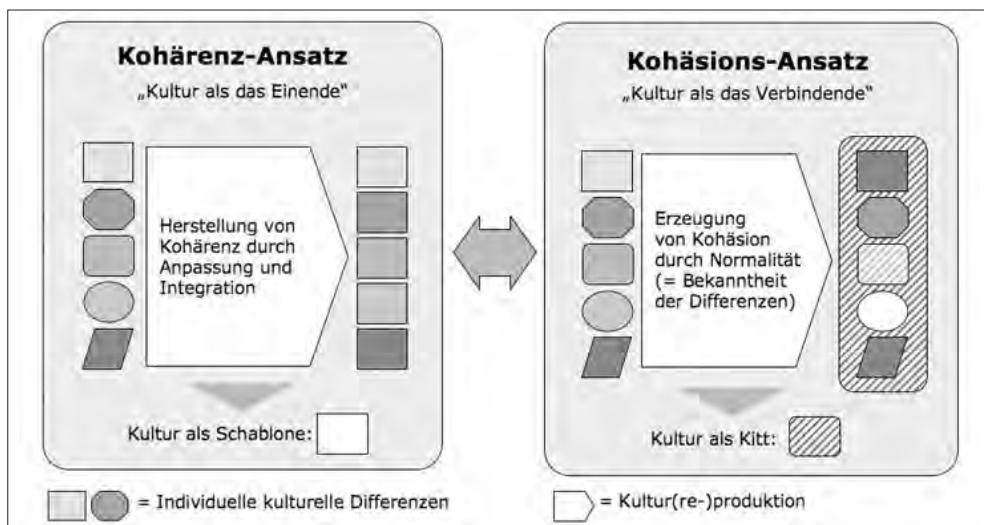 Kohärenz-Ansatz
„Kultur als das Einende“
Herstellung von
Kohärenz durch
Anpassung und
Integration
Kultur als Schablone:
Kohäsions-Ansatz
„Kultur als das Verbindende“
Erzeugung
von Kohäsion
durch Normalität
(= Bekanntheit
der Differenzen)
Kultur als Kitt:
= Individuelle kulturelle Differenzen
= Kultur(re-)produktion